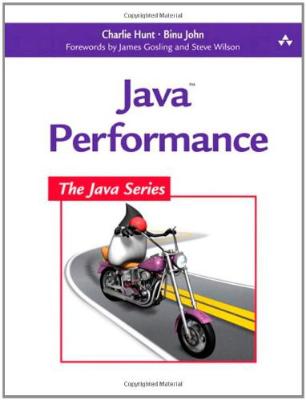 Charlie Hunt • Binu John
Forewords by James Gosling and Steve Wilson
Java™
Performance
The Java Series